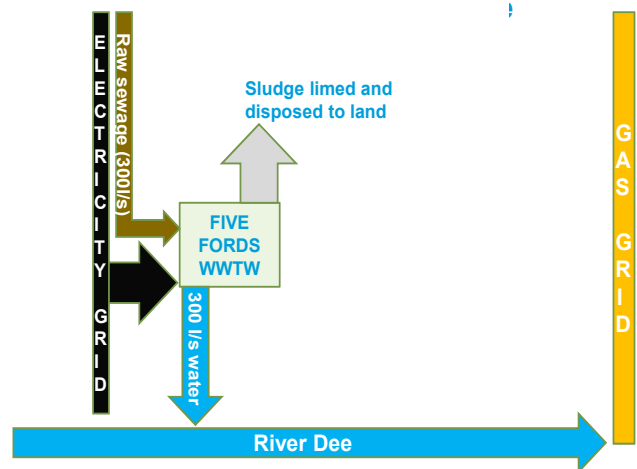 ELECTRICITY GRID
Raw sewage (300l/s)
Sludge limed and
disposed to land
FIVE
FORDS
WWTW
300 l/s water
River Dee
GAS GRID